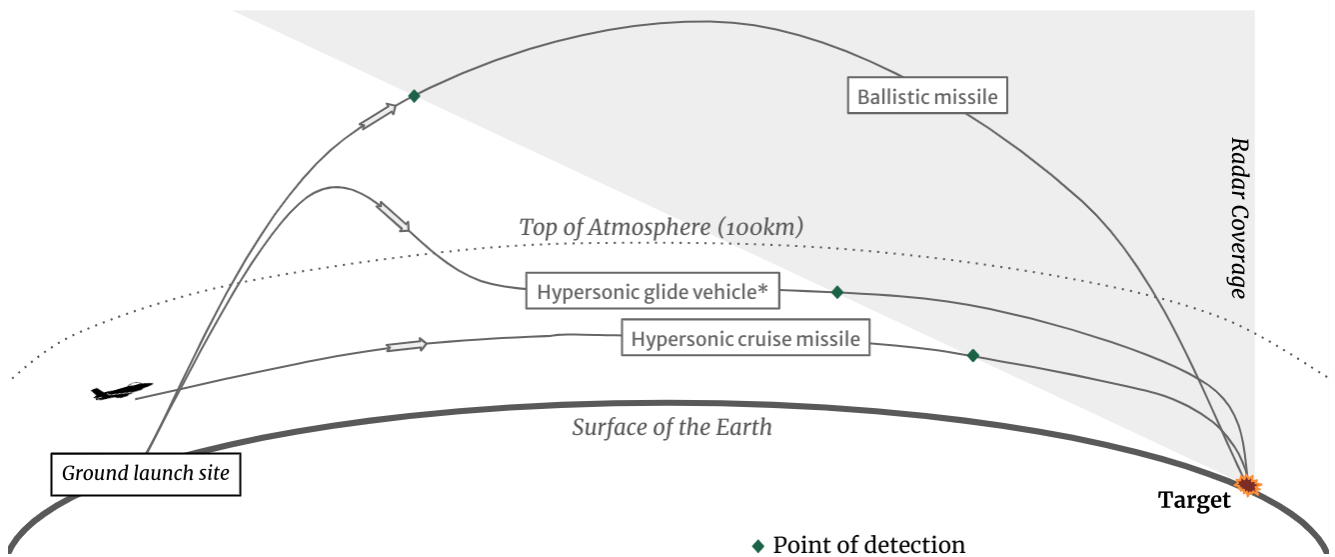 Ballistic missile
Radar Coverage
Top of Atmosphere (100km)
Hypersonic glide vehicle*
Hypersonic cruise missile
Surface of the Earth
Ground launch site
Target
Point of detection